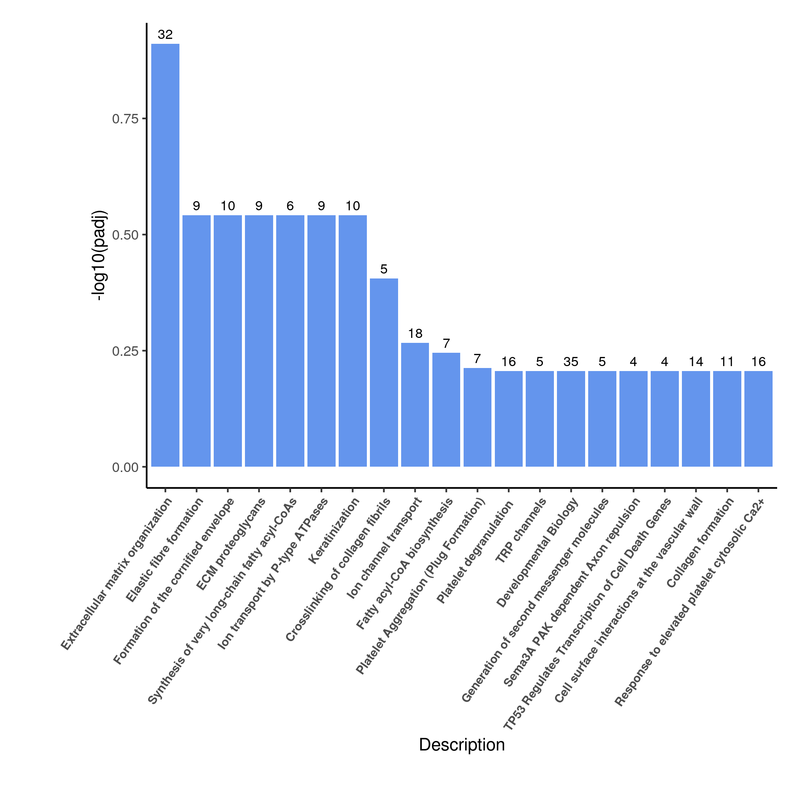 32
9
10
9
6
9
10
5
18
7
7
16
5
35
5
4
4
14
11
16
-log10(padj)
0.75
0.50
0.25
0.00
Extracellular matrix organization
Elastic fibre formation
Formation of the cornified envelope
ECM proteoglycans
Synthesis of very long-chain fatty acyl-CoAs
Ion transport by P-type ATPases
Keratinization
Crosslinking of collagen fibrils
Ion channel transport
Fatty acyl-CoA biosynthesis
Platelet Aggregation (Plug Formation)
Platelet degranulation
TRP channels
Developmental Biology
Generation of second messenger molecules
Sema3A PAK dependent Axon repulsion
TP53 Regulates Transcription of Cell Death Genes
Cell surface interactions at the vascular wall
Collagen formation
Response to elevated platelet cytosolic Ca2+
Description